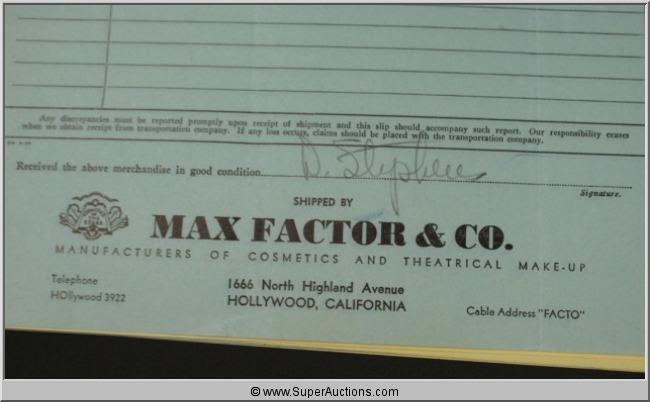 Any discrepancies must be reported promptly upon receipt of shipment and this slip should accompany such report. Our responsibility ceases
when we obtain receipt from transportation company. If any loss occurs, claims should be placed with the transportation company.
Received the above merchandise in good condition. D. Stephens
Signature.
SHIPPED BY
MAX FACTOR & CO.
MANUFACTURERS OF COSMETICS AND THEATRICAL MAKE-UP
Telephone
HOllywood 3922
1666 North Highland Avenue
HOLLYWOOD, CALIFORNIA
Cable Address "FACTO"
© www.SuperAuctions.com